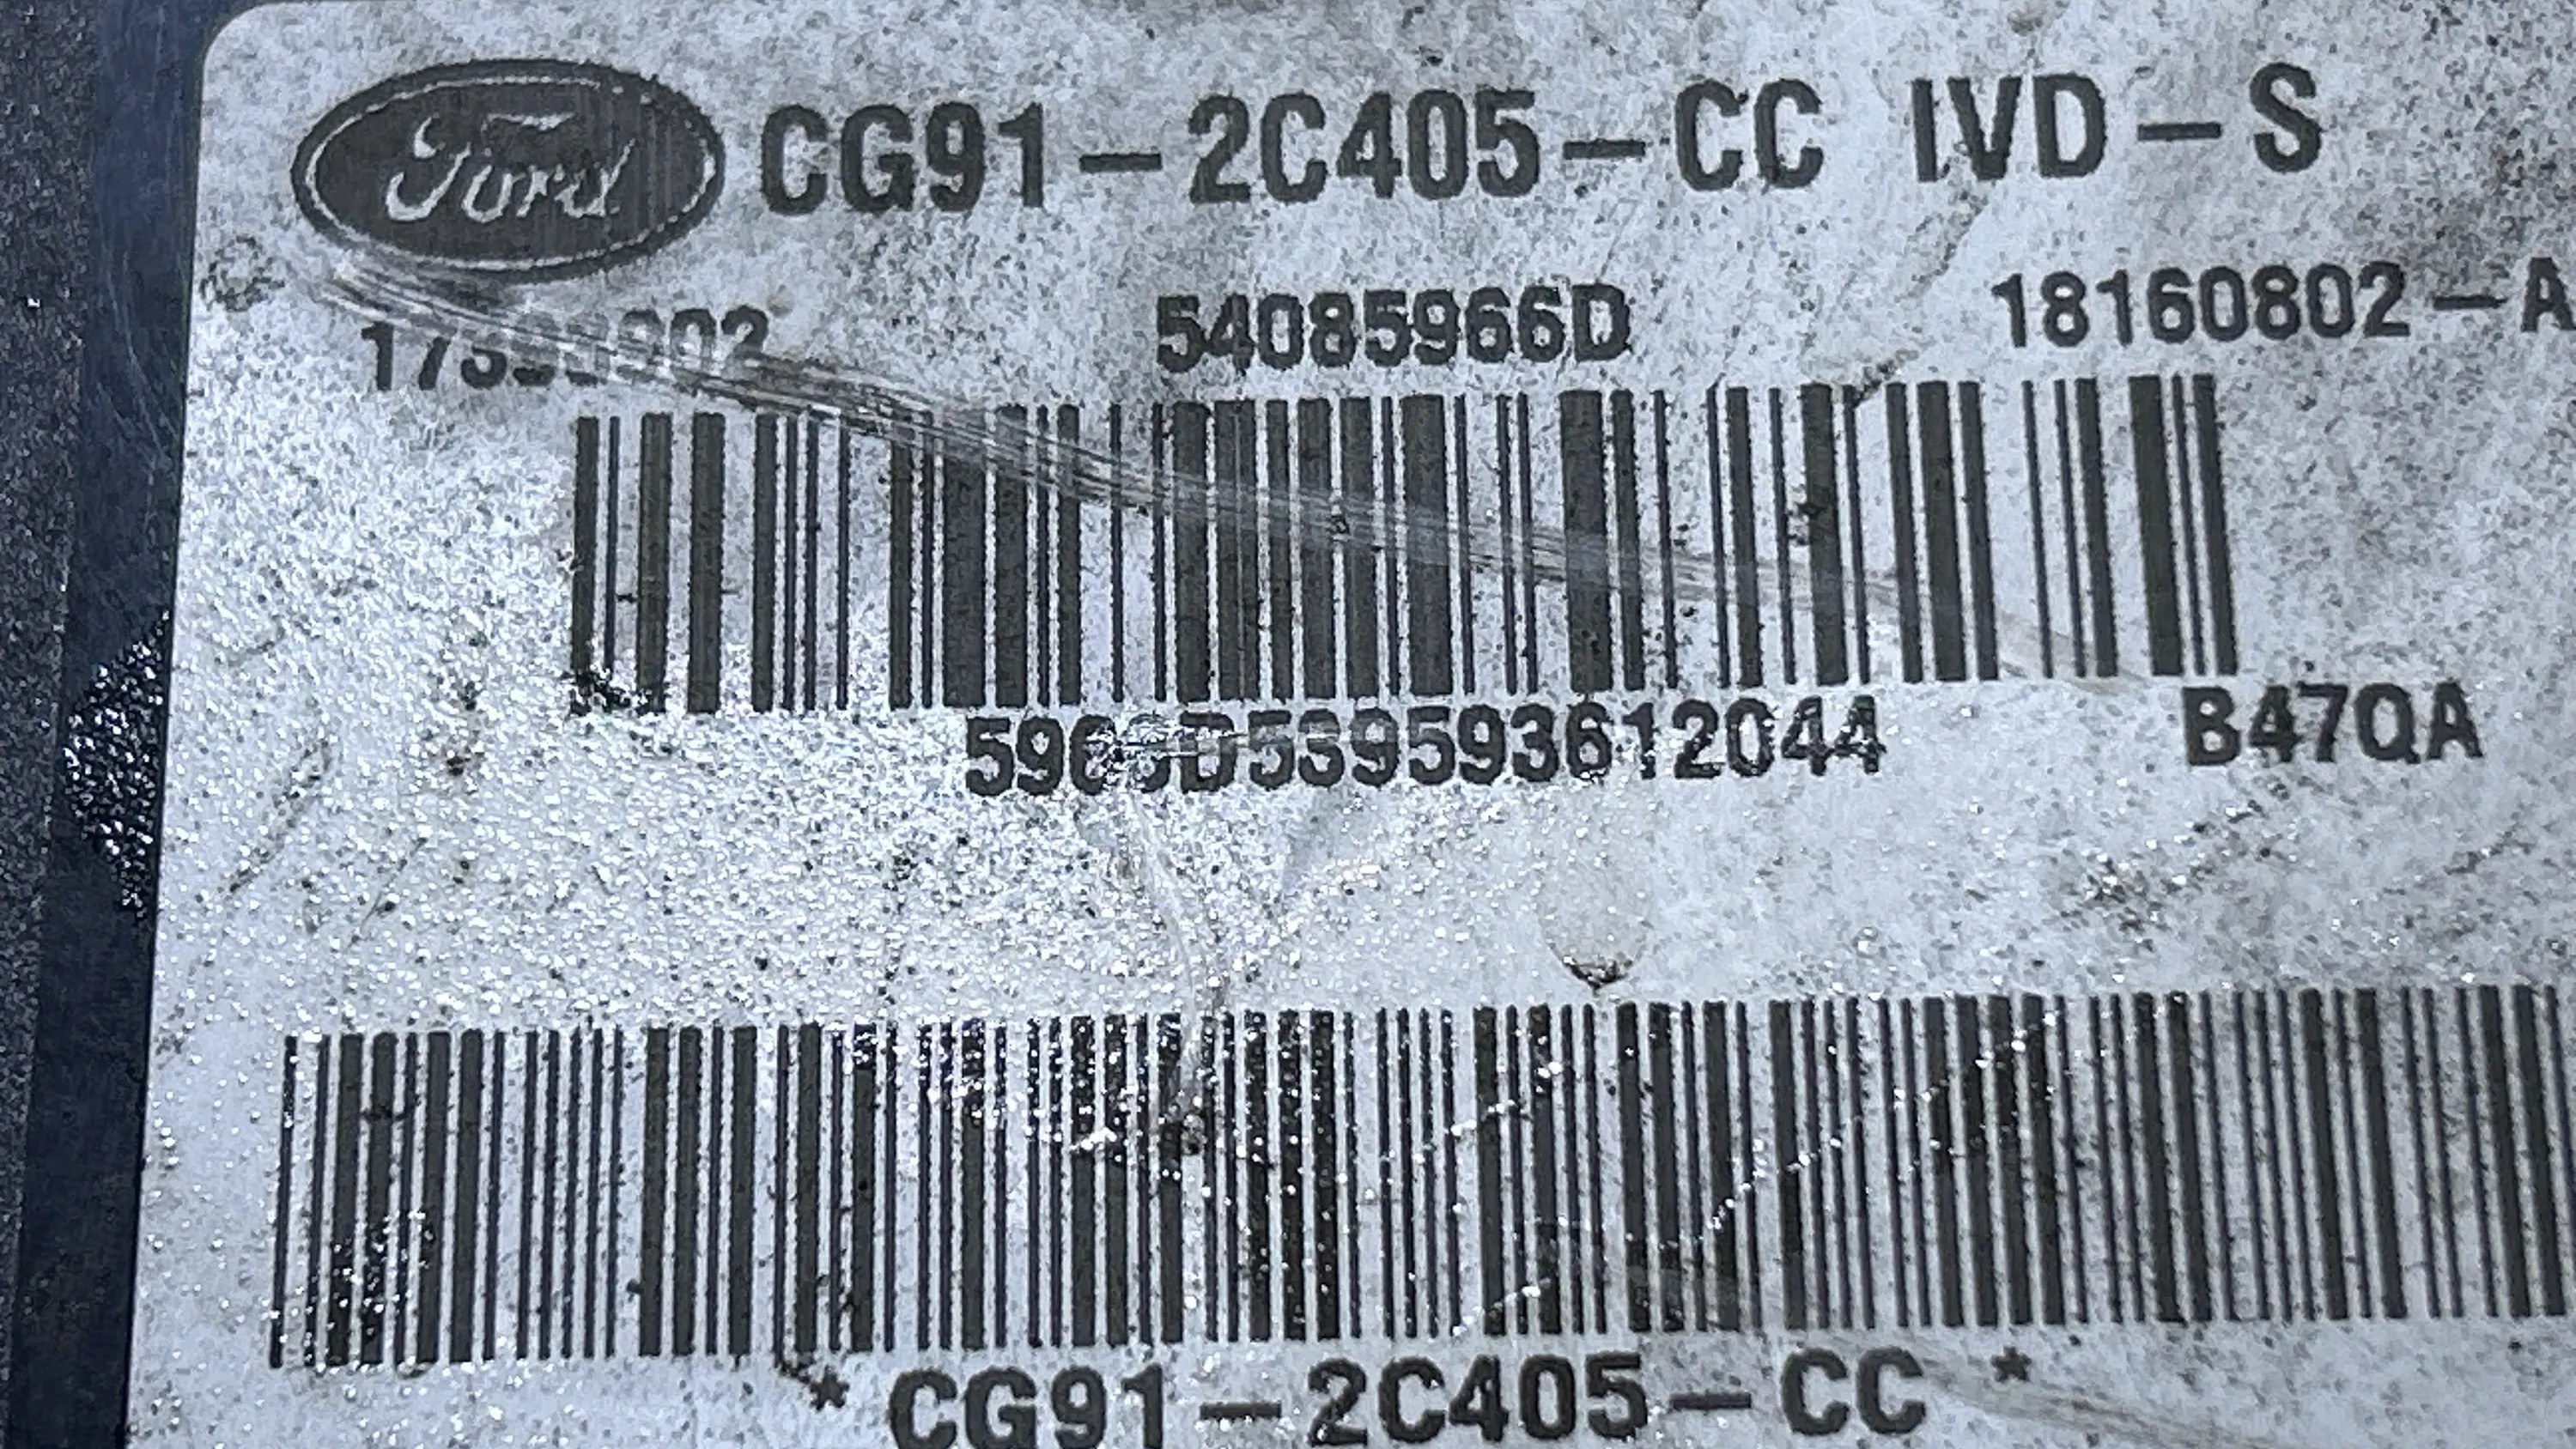 Ford CG91-2C405-CC IVD-S
54085966D 18160802-A
B47QA
*CG91-2C405-CC*